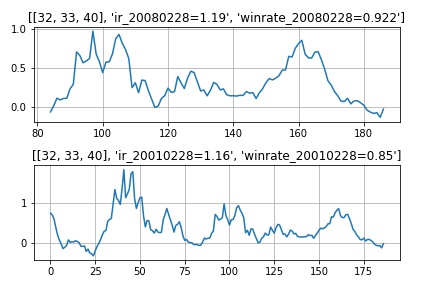 [[32, 33, 40], 'ir_20080228=1.19', 'winrate_20080228=0.922']
1.0
0.5
0.0
80 100 120 140 160 180
[[32, 33, 40], 'ir_20010228=1.16', 'winrate_20010228=0.85']
1
0
0 25 50 75 100 125 150 175